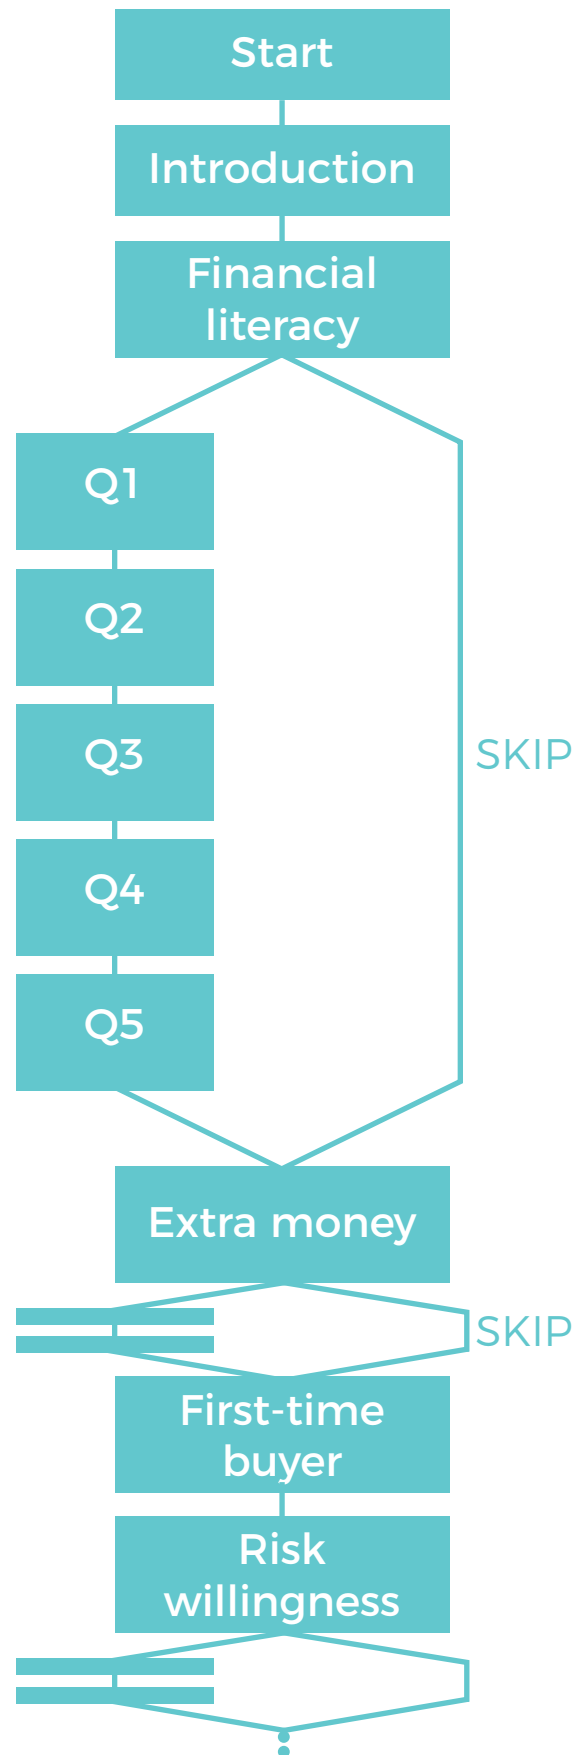 Start
Introduction
Financial
literacy
Q1
Q2
Q3
SKIP
Q4
Q5
Extra money
SKIP
First-time
buyer
Risk
willingness